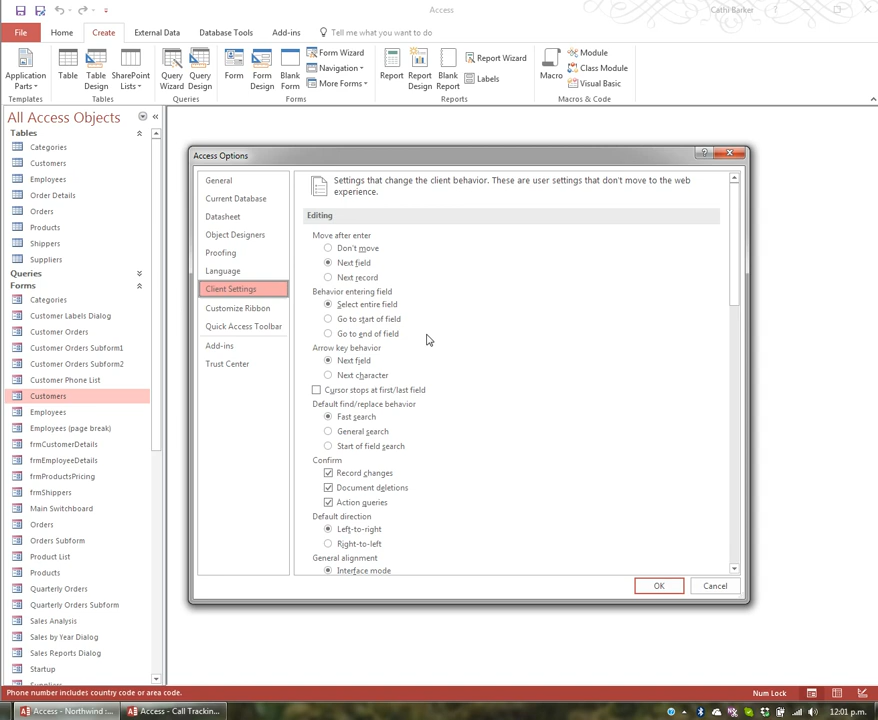 Access
Cathi Barker
?
File
Home
Create
External Data
Database Tools
Add-ins
Tell me what you want to do
Application Parts
Table
Table Design
SharePoint Lists
Query Wizard
Query Design
Form
Form Design
Blank Form
Form Wizard
Navigation
More Forms
Report
Report Design
Blank Report
Report Wizard
Labels
Macro
Module
Class Module
Visual Basic
Templates
Tables
Queries
Forms
Reports
Macros & Code
All Access Objects
Tables
Categories
Customers
Employees
Order Details
Orders
Products
Shippers
Suppliers
Queries
Forms
Categories
Customer Labels Dialog
Customer Orders
Customer Orders Subform1
Customer Orders Subform2
Customer Phone List
Customers
Employees
Employees (page break)
frmCustomerDetails
frmEmployeeDetails
frmProductsPricing
frmShippers
Main Switchboard
Orders
Orders Subform
Product List
Products
Quarterly Orders
Quarterly Orders Subform
Sales Analysis
Sales by Year Dialog
Sales Reports Dialog
Startup
Suppliers
Access Options
?
General
Current Database
Datasheet
Object Designers
Proofing
Language
Client Settings
Customize Ribbon
Quick Access Toolbar
Add-ins
Trust Center
Settings that change the client behavior. These are user settings that don't move to the web
experience.
Editing
Move after enter
Don't move
Next field
Next record
Behavior entering field
Select entire field
Go to start of field
Go to end of field
Arrow key behavior
Next field
Next character
Cursor stops at first/last field
Default find/replace behavior
Fast search
General search
Start of field search
Confirm
Record changes
Document deletions
Action queries
Default direction
Left-to-right
Right-to-left
General alignment
Interface mode
OK
Cancel
Phone number includes country code or area code.
Num Lock
Access - Northwind :...
Access - Call Trackin...
12:01 p.m.